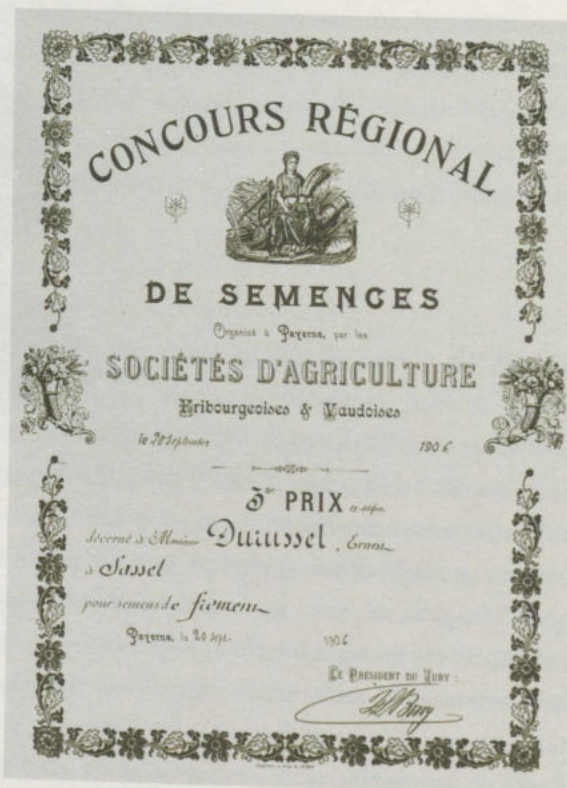 CONCOURS RÉGIONAL
DE SEMENCES
Organisé à Payerne, par les
SOCIÉTÉS D'AGRICULTURE
Fribourgeoises & Vaudoises
le 20 Septembre 1906
3me PRIX
décerné à Monsieur Durussel, Ernest
à Sassel
pour semens de froment
Payerne, le 20 sept. 1906
LE PRÉSIDENT DU JURY :